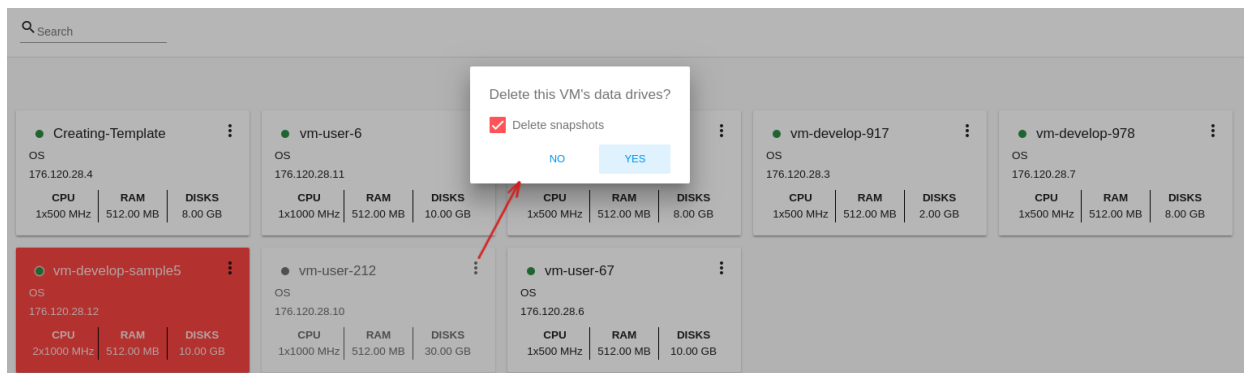 Search
Delete this VM's data drives?
Delete snapshots
NO YES
Creating-Template
OS
176.120.28.4
CPU RAM DISKS
1x500 MHz 512.00 MB 8.00 GB
vm-user-6
OS
176.120.28.11
CPU RAM DISKS
1x1000 MHz 512.00 MB 10.00 GB
CPU RAM DISKS
1x500 MHz 512.00 MB 8.00 GB
vm-develop-917
OS
176.120.28.3
CPU RAM DISKS
1x500 MHz 512.00 MB 2.00 GB
vm-develop-978
OS
176.120.28.7
CPU RAM DISKS
1x500 MHz 512.00 MB 8.00 GB
vm-develop-sample5
OS
176.120.28.12
CPU RAM DISKS
2x1000 MHz 512.00 MB 10.00 GB
vm-user-212
OS
176.120.28.10
CPU RAM DISKS
1x1000 MHz 512.00 MB 30.00 GB
vm-user-67
OS
176.120.28.6
CPU RAM DISKS
1x500 MHz 512.00 MB 10.00 GB